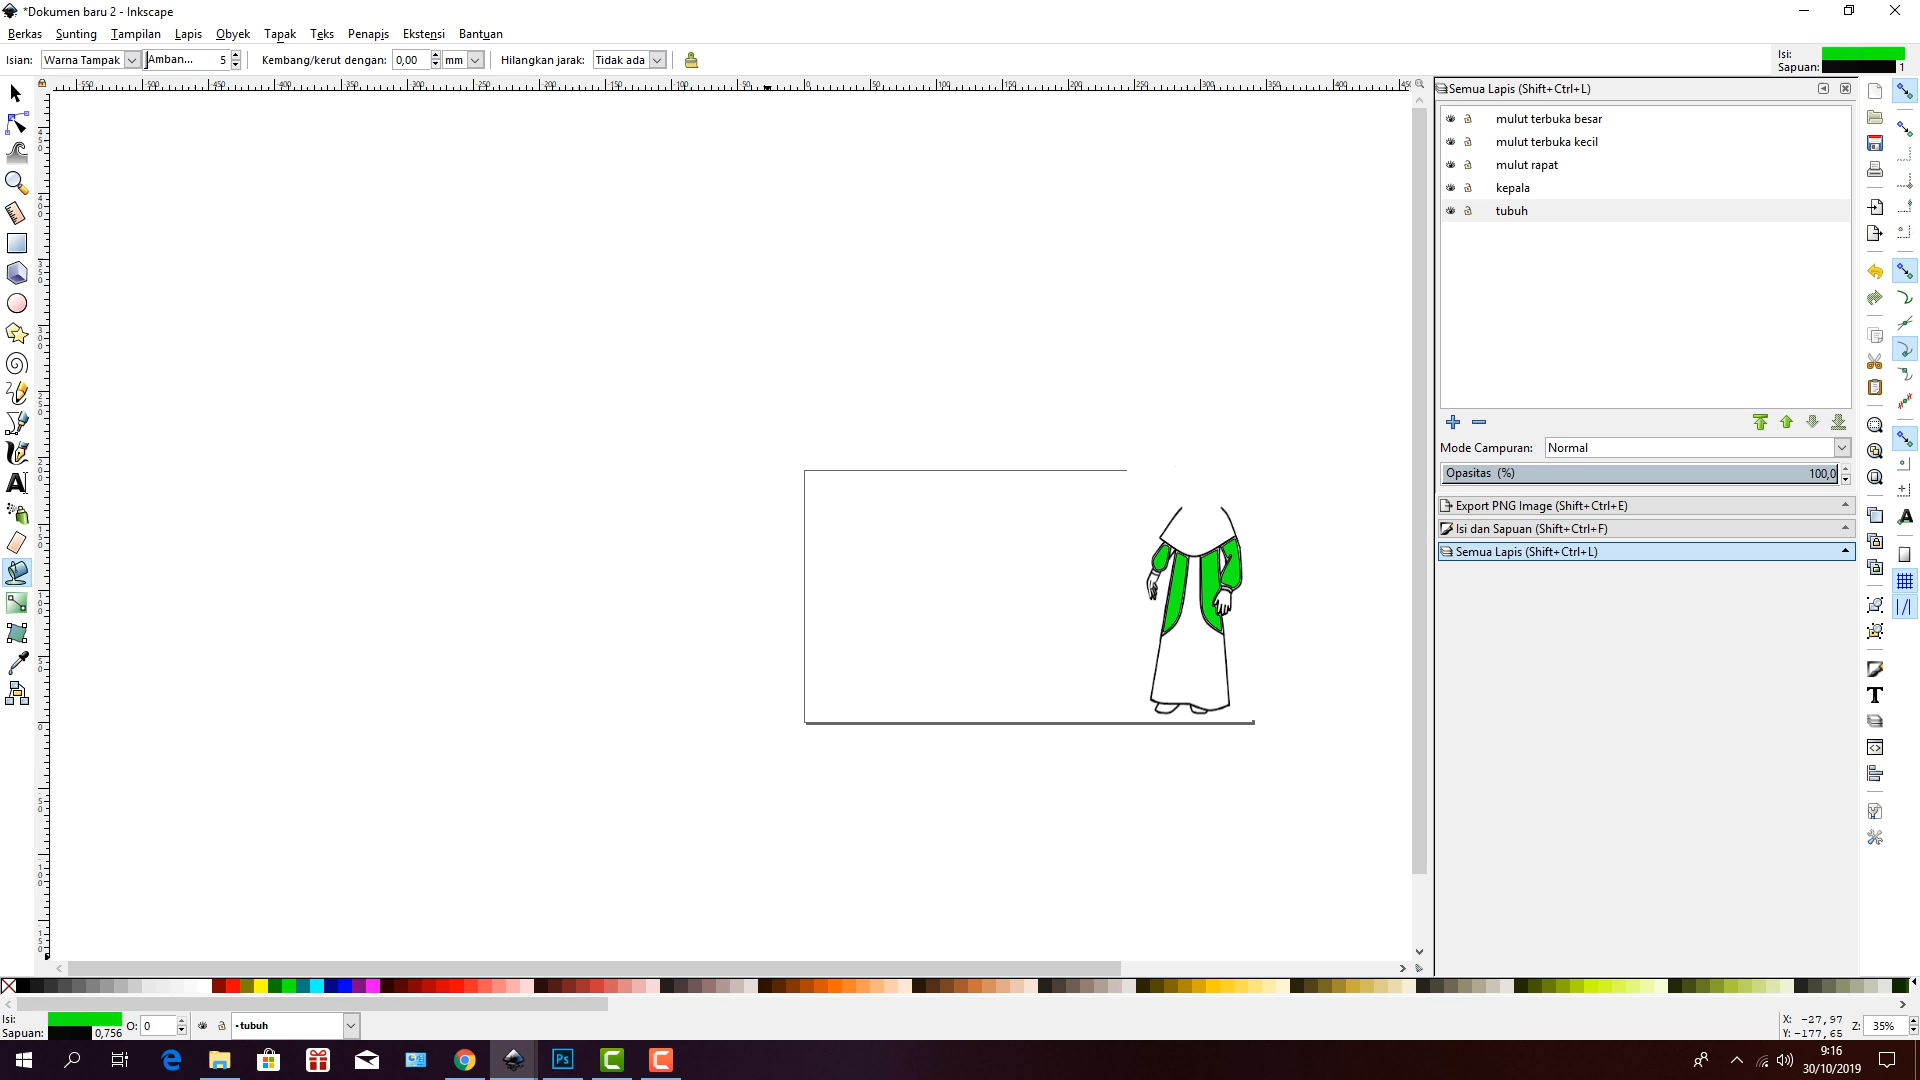 *Dokumen baru 2 - Inkscape
Berkas Sunting Tampilan Lapis Obyek Tapak Teks Penapis Ekstensi Bantuan
Isian: Warna Tampak Amban... 5 Kembang/kerut dengan: 0,00 mm Hilangkan jarak: Tidak ada
Isi:
Sapuan: 1
Semua Lapis (Shift+Ctrl+L)
mulut terbuka besar
mulut terbuka kecil
mulut rapat
kepala
tubuh
Mode Campuran: Normal
Opasitas (%) 100,0
Export PNG Image (Shift+Ctrl+E)
Isi dan Sapuan (Shift+Ctrl+F)
Semua Lapis (Shift+Ctrl+L)
Isi:
Sapuan: 0,756 O: 0 tubuh
X: -27,97
Y: -177,65 Z: 35%
Ps
9:16
30/10/2019